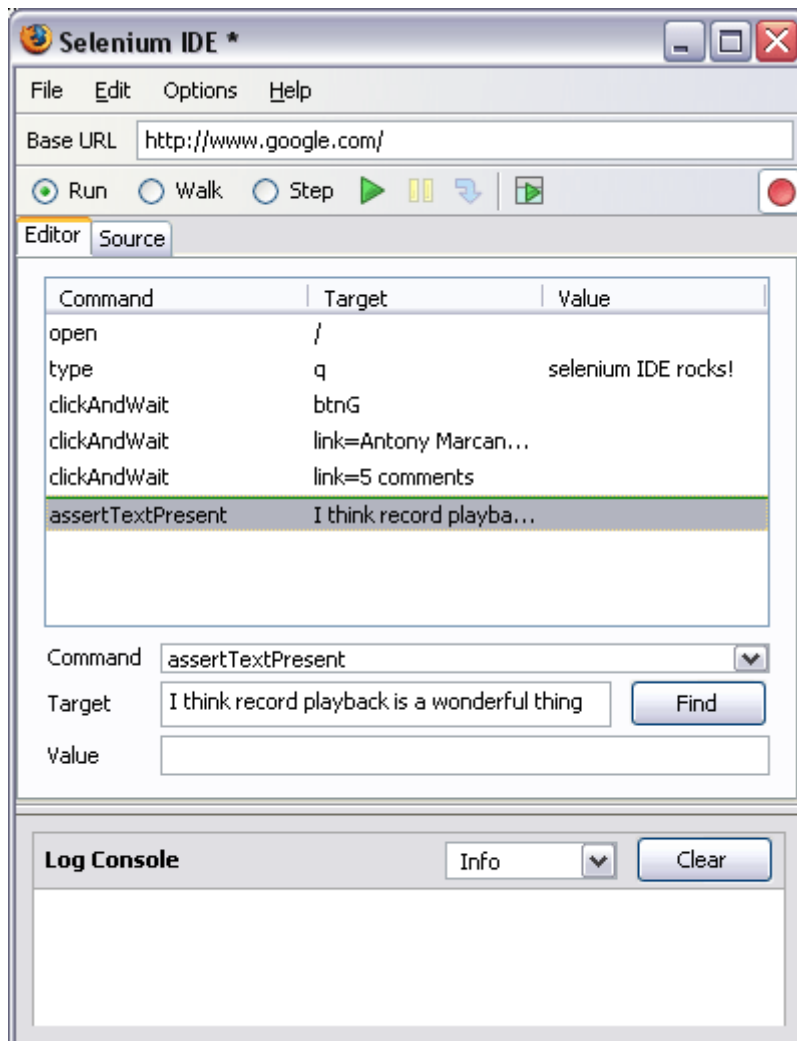 Selenium IDE *
File Edit Options Help
Base URL http://www.google.com/
Run Walk Step
Editor Source
Command Target Value
open /
type q selenium IDE rocks!
clickAndWait btnG
clickAndWait link=Antony Marcan...
clickAndWait link=5 comments
assertTextPresent I think record playba...
Command assertTextPresent
Target I think record playback is a wonderful thing Find
Value
Log Console Info Clear